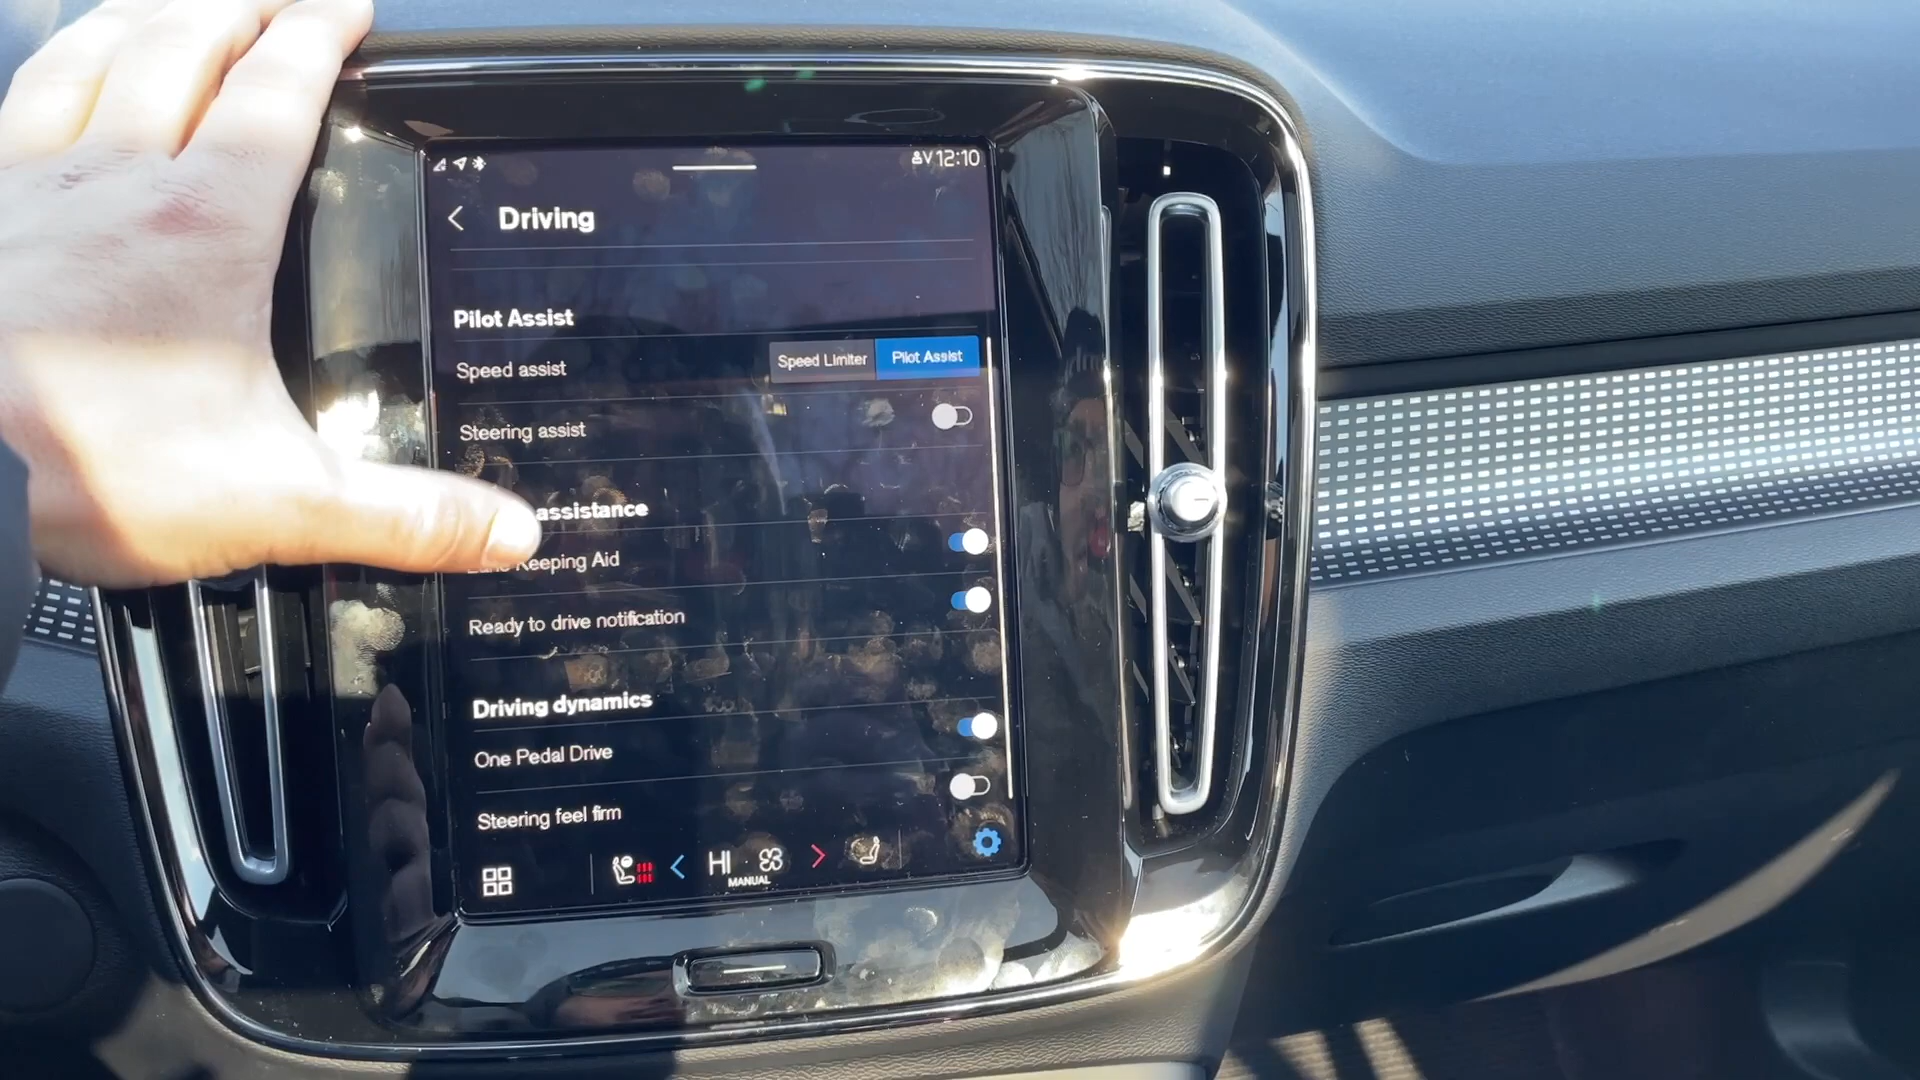 12:10
Driving
Pilot Assist
Speed assist Speed Limiter Pilot Assist
Steering assist
assistance
Keeping Aid
Ready to drive notification
Driving dynamics
One Pedal Drive
Steering feel firm
HI
MANUAL